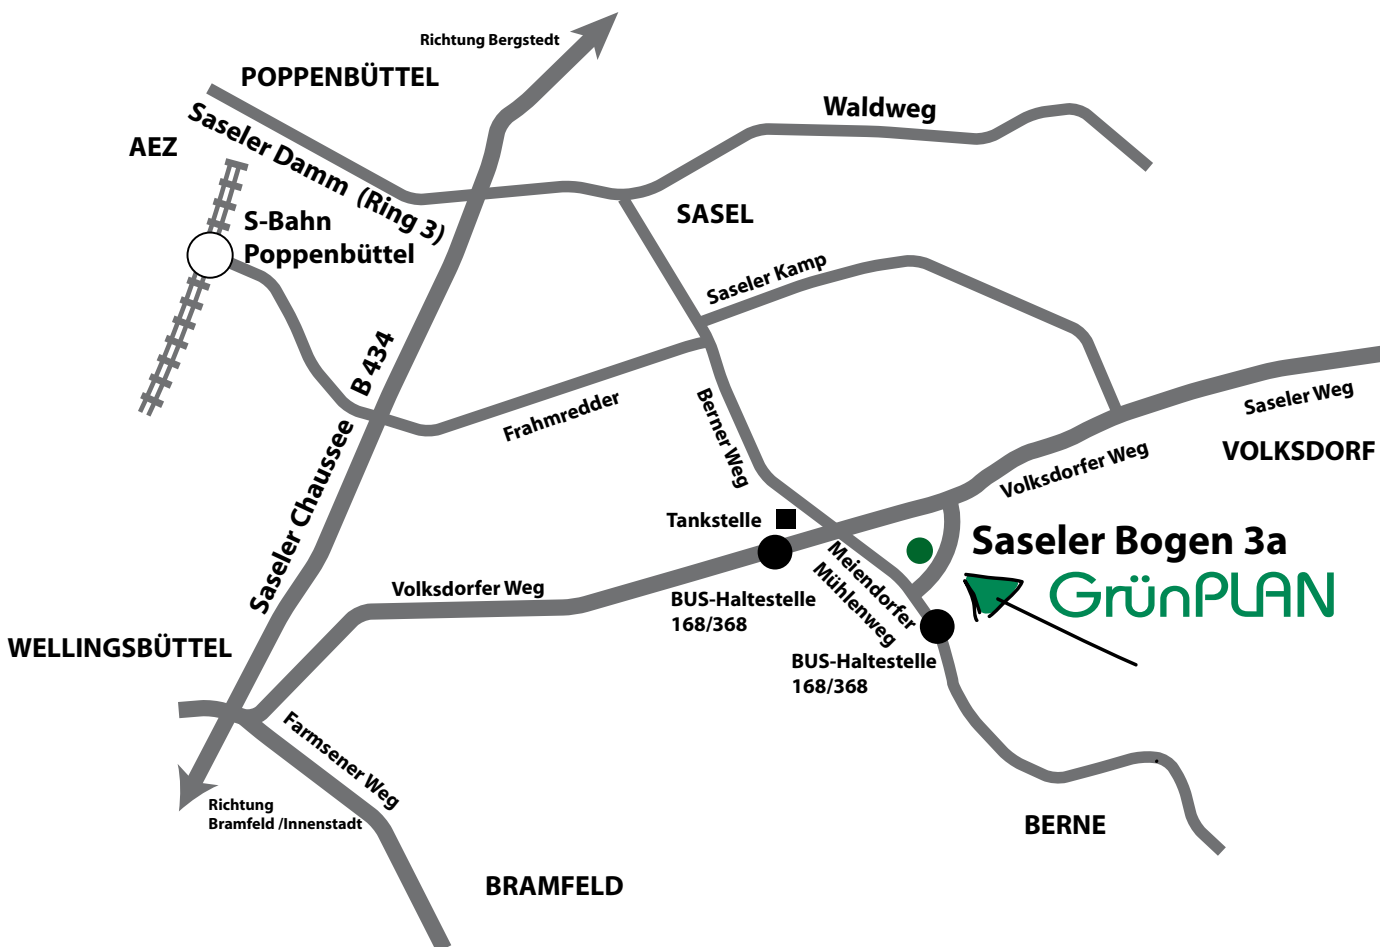 Richtung Bergstedt
POPPENBÜTTEL
Waldweg
Saseler Damm (Ring 3)
AEZ
S-Bahn
Poppenbüttel
SASEL
Saseler Kamp
B 434
Saseler Chaussee
Frahmredder
Berner Weg
Saseler Weg
VOLKSDORF
Volksdorfer Weg
Tankstelle
Saseler Bogen 3a
GrünPLAN
Meiendorfer
Mühlenweg
Volksdorfer Weg
BUS-Haltestelle
168/368
WELLINGSBÜTTEL
BUS-Haltestelle
168/368
Farmsener Weg
Richtung
Bramfeld /Innenstadt
BERNE
BRAMFELD